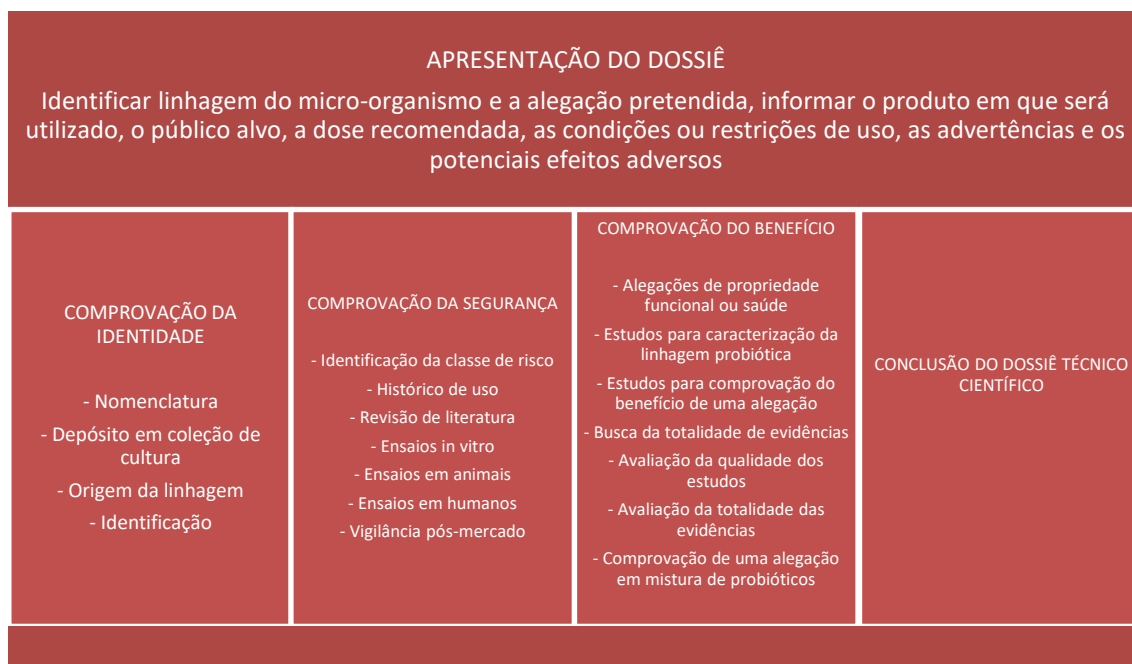 APRESENTAÇÃO DO DOSSIÊ
Identificar linhagem do micro-organismo e a alegação pretendida, informar o produto em que será
utilizado, o público alvo, a dose recomendada, as condições ou restrições de uso, as advertências e os
potenciais efeitos adversos
COMPROVAÇÃO DA
IDENTIDADE
- Nomenclatura
- Depósito em coleção de
cultura
- Origem da linhagem
- Identificação
COMPROVAÇÃO DA SEGURANÇA
- Identificação da classe de risco
- Histórico de uso
- Revisão de literatura
- Ensaios in vitro
- Ensaios em animais
- Ensaios em humanos
- Vigilância pós-mercado
COMPROVAÇÃO DO BENEFÍCIO
- Alegações de propriedade
funcional ou saúde
- Estudos para caracterização da
linhagem probiótica
- Estudos para comprovação do
benefício de uma alegação
- Busca da totalidade de evidências
- Avaliação da qualidade dos
estudos
- Avaliação da totalidade das
evidências
- Comprovação de uma alegação
em mistura de probióticos
CONCLUSÃO DO DOSSIÊ TÉCNICO
CIENTÍFICO